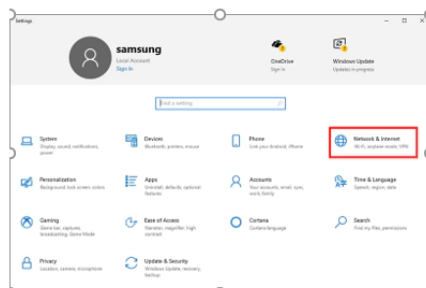 Settings
samsung
Local Account
Sign in
OneDrive
Sign in
Windows Update
Updates in progress
Find a setting
System
Display, sound, notifications,
power
Devices
Bluetooth, printers, mouse
Phone
Link your Android, iPhone
Network & Internet
Wi-Fi, airplane mode, VPN
Personalization
Background, lock screen, colors
Apps
Uninstall, defaults, optional
features
Accounts
Your accounts, email, sync,
work, family
Time & Language
Speech, region, date
Gaming
Game bar, captures,
broadcasting, Game Mode
Ease of Access
Narrator, magnifier, high
contrast
Cortana
Cortana language
Search
Find my files, permissions
Privacy
Location, camera, microphone
Update & Security
Windows Update, recovery,
backup